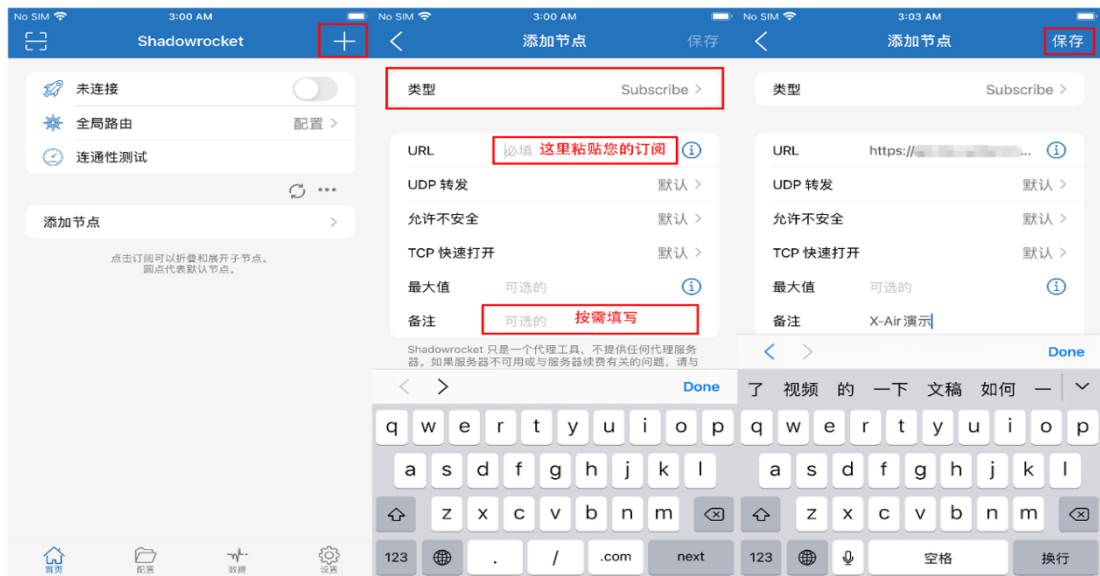 No SIM 3:00 AM
Shadowrocket
未连接
全局路由 配置
连通性测试
添加节点
点击订阅可以折叠和展开子节点。
圆点代表默认节点。
首页 配置 数据 设置
No SIM 3:00 AM
添加节点 保存
类型 Subscribe
URL 必填 这里粘贴您的订阅
UDP 转发 默认
允许不安全 默认
TCP 快速打开 默认
最大值 可选的
备注 可选的 按需填写
Shadowrocket 只是一个代理工具，不提供任何代理服务
器。如果服务器不可用或与服务器续费有关的问题，请与
Done
q w e r t y u i o p
a s d f g h j k l
z x c v b n m
123 . / .com next
No SIM 3:03 AM
添加节点 保存
类型 Subscribe
URL https:// ...
UDP 转发 默认
允许不安全 默认
TCP 快速打开 默认
最大值 可选的
备注 X-Air演示
Done
了 视频 的 一下 文稿 如何 一
q w e r t y u i o p
a s d f g h j k l
z x c v b n m
123 空格 换行